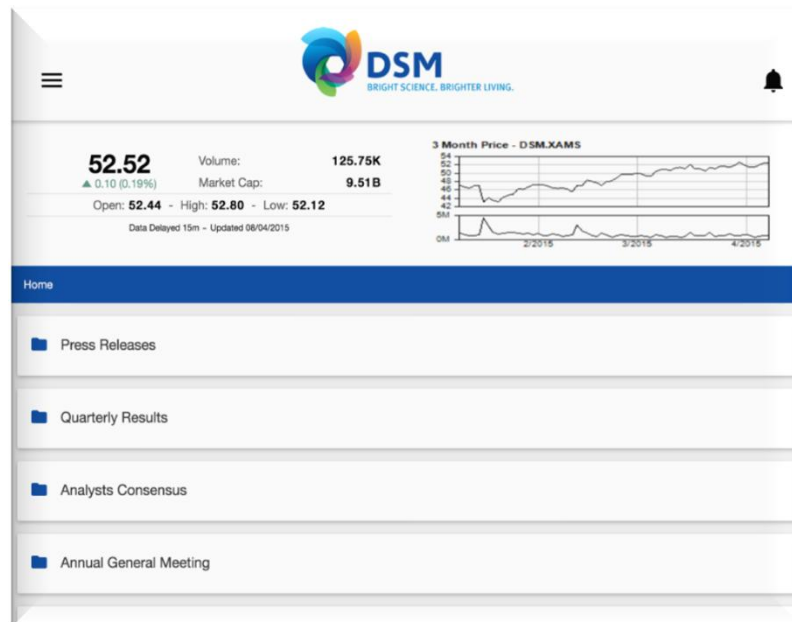 DSM
BRIGHT SCIENCE. BRIGHTER LIVING.
52.52
▲ 0.10 (0.19%)
Volume: 125.75K
Market Cap: 9.51B
Open: 52.44 - High: 52.80 - Low: 52.12
Data Delayed 15m - Updated 08/04/2015
3 Month Price - DSM.XAMS
54
52
50
48
46
44
42
5M
0M
2/2015 3/2015 4/2015
Home
Press Releases
Quarterly Results
Analysts Consensus
Annual General Meeting